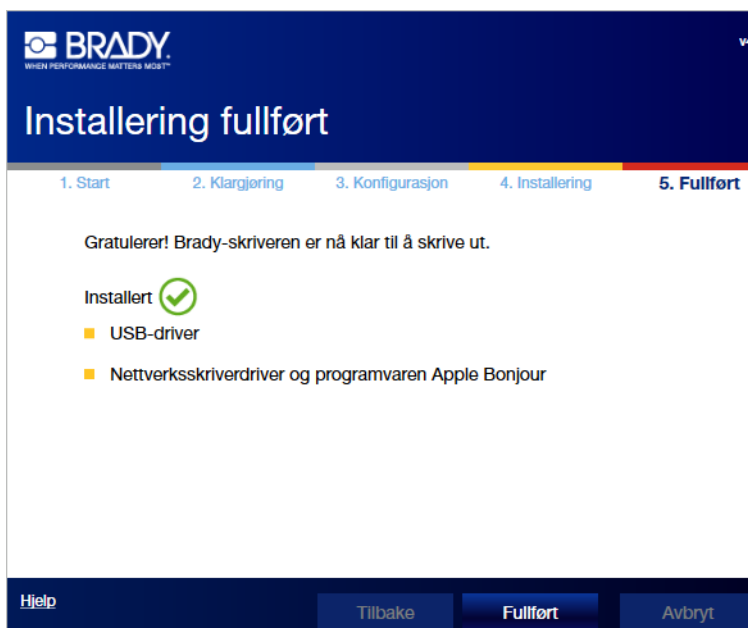 BRADY.
WHEN PERFORMANCE MATTERS MOST™
Installering fullført
1. Start 2. Klargjøring 3. Konfigurasjon 4. Installering 5. Fullført
Gratulerer! Brady-skriveren er nå klar til å skrive ut.
Installert
USB-driver
Nettverksskriverdriver og programvaren Apple Bonjour
Hjelp Tilbake Fullført Avbryt